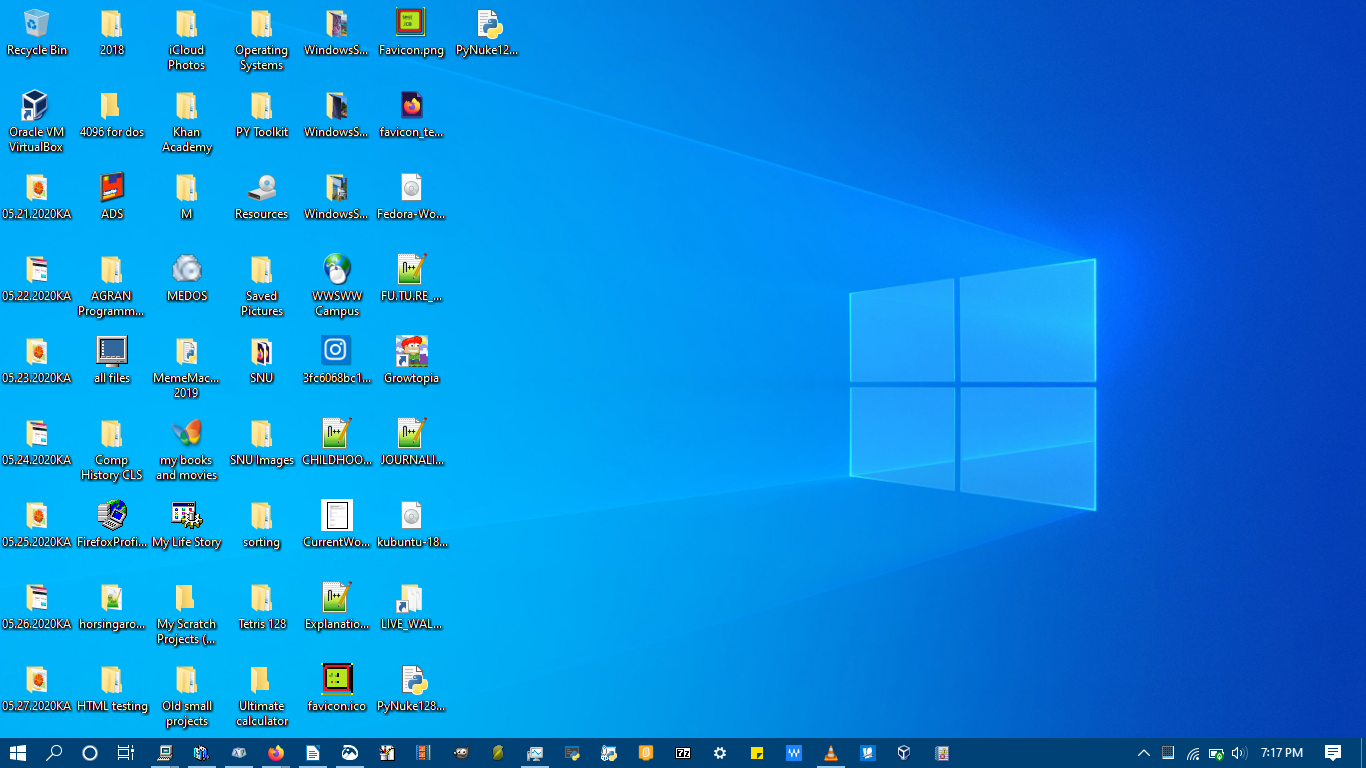 Recycle Bin
2018
iCloud
Photos
Operating
Systems
WindowsS...
Favicon.png
PyNuke12...
Oracle VM
VirtualBox
4096 for dos
Khan
Academy
PY Toolkit
WindowsS...
favicon_te...
05.21.2020KA
ADS
M
Resources
WindowsS...
Fedora-Wo...
05.22.2020KA
AGRAN
Programm...
MEDOS
Saved
Pictures
WWSWW
Campus
FU.TU.RE_...
05.23.2020KA
all files
MemeMac...
2019
SNU
3fc6068bc1...
Growtopia
05.24.2020KA
Comp
History CLS
my books
and movies
SNU Images
CHILDHOO...
JOURNALI...
05.25.2020KA
FirefoxProfi...
My Life Story
sorting
CurrentWo...
kubuntu-18...
05.26.2020KA
horsingaro...
My Scratch
Projects (...
Tetris 128
Explanatio...
LIVE_WAL...
05.27.2020KA
HTML testing
Old small
projects
Ultimate
calculator
favicon.ico
PyNuke128...
7:17 PM